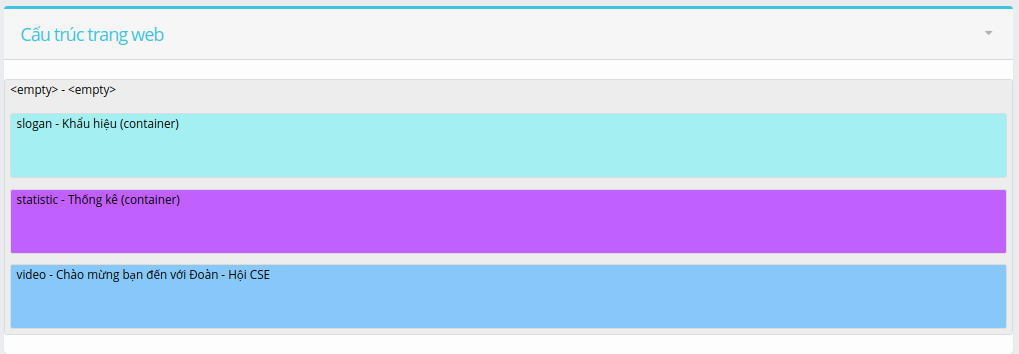 Cấu trúc trang web
<empty> - <empty>
slogan - Khẩu hiệu (container)
statistic - Thống kê (container)
video - Chào mừng bạn đến với Đoàn - Hội CSE